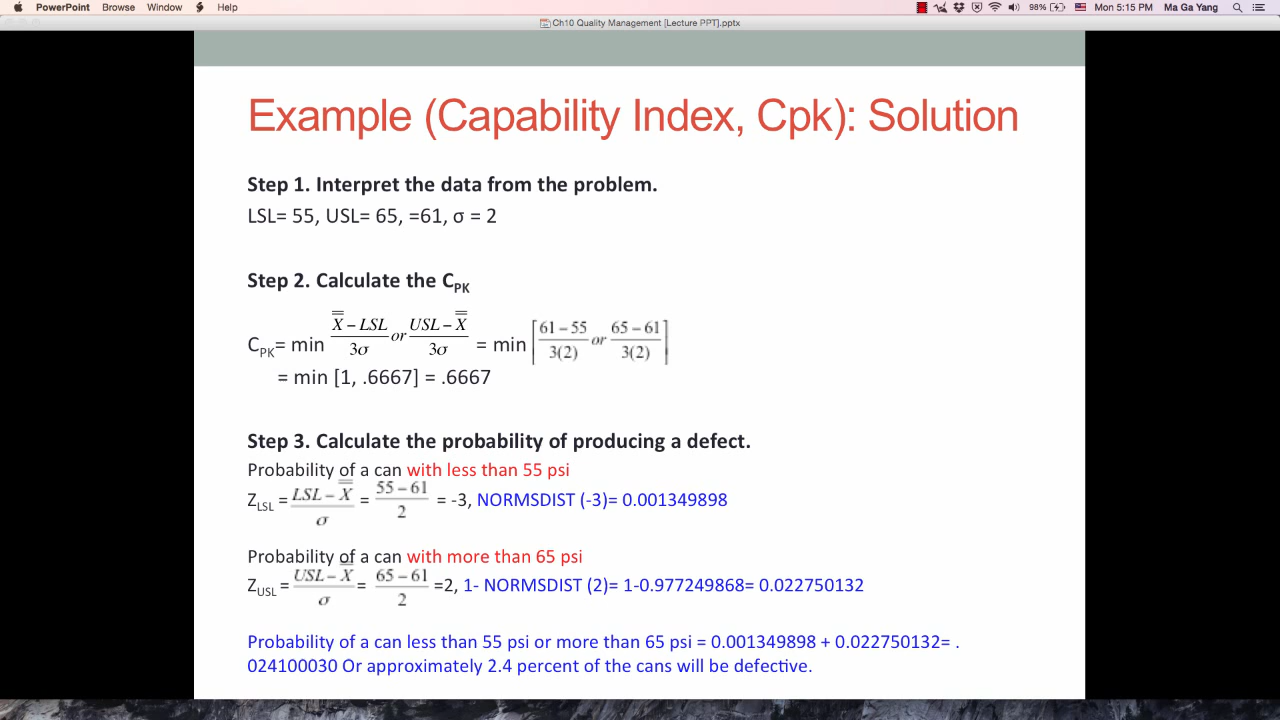 PowerPoint Browse Window Help 98% Mon 5:15 PM Ma Ga Yang
Ch10 Quality Management [Lecture PPT].pptx
Example (Capability Index, Cpk): Solution
Step 1. Interpret the data from the problem.
LSL= 55, USL= 65, =61, σ = 2
Step 2. Calculate the CPK
CPK= min X̿ – LSL / 3σ or USL – X̿ / 3σ = min [ 61 – 55 / 3(2) or 65 – 61 / 3(2) ]
= min [1, .6667] = .6667
Step 3. Calculate the probability of producing a defect.
Probability of a can with less than 55 psi
ZLSL = LSL – X̿ / σ = 55 – 61 / 2 = -3, NORMSDIST (-3)= 0.001349898
Probability of a can with more than 65 psi
ZUSL = USL – X̿ / σ = 65 – 61 / 2 =2, 1- NORMSDIST (2)= 1-0.977249868= 0.022750132
Probability of a can less than 55 psi or more than 65 psi = 0.001349898 + 0.022750132= .
024100030 Or approximately 2.4 percent of the cans will be defective.